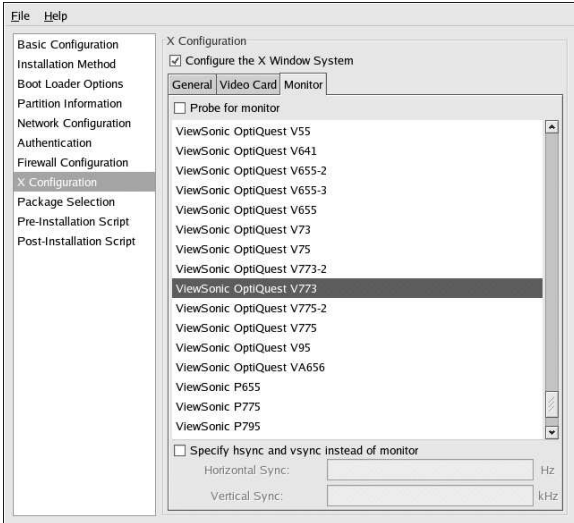 File Help
Basic Configuration
Installation Method
Boot Loader Options
Partition Information
Network Configuration
Authentication
Firewall Configuration
X Configuration
Package Selection
Pre-Installation Script
Post-Installation Script
X Configuration
Configure the X Window System
General Video Card Monitor
Probe for monitor
ViewSonic OptiQuest V55
ViewSonic OptiQuest V641
ViewSonic OptiQuest V655-2
ViewSonic OptiQuest V655-3
ViewSonic OptiQuest V655
ViewSonic OptiQuest V73
ViewSonic OptiQuest V75
ViewSonic OptiQuest V773-2
ViewSonic OptiQuest V773
ViewSonic OptiQuest V775-2
ViewSonic OptiQuest V775
ViewSonic OptiQuest V95
ViewSonic OptiQuest VA656
ViewSonic P655
ViewSonic P775
ViewSonic P795
Specify hsync and vsync instead of monitor
Horizontal Sync: Hz
Vertical Sync: kHz